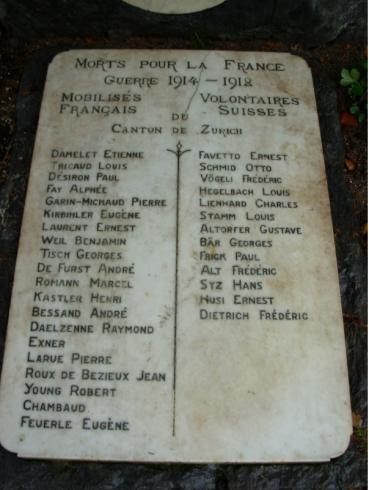 MORTS POUR LA FRANCE
GUERRE 1914 – 1918
MOBILISÉS
FRANÇAIS
VOLONTAIRES
SUISSES
DU
CANTON DE ZURICH
DAMELET ETIENNE
TRICAUD LOUIS
DÉSIRON PAUL
FAY ALPHÉE
GARIN-MICHAUD PIERRE
KIRBIHLER EUGÈNE
LAURENT ERNEST
WEIL BENJAMIN
TISCH GEORGES
DE FURST ANDRÉ
ROMANN MARCEL
KASTLER HENRI
BESSAND ANDRÉ
DAELZENNE RAYMOND
EXNER
LARUE PIERRE
ROUX DE BEZIEUX JEAN
YOUNG ROBERT
CHAMBAUD
FEUERLE EUGÈNE
FAVETTO ERNEST
SCHMID OTTO
VÖGELI FRÉDÉRIC
HEGELBACH LOUIS
LIENHARD CHARLES
STAMM LOUIS
ALTORFER GUSTAVE
BÄR GEORGES
FRICK PAUL
ALT FRÉDÉRIC
SYZ HANS
HUSI ERNEST
DIETRICH FRÉDÉRIC